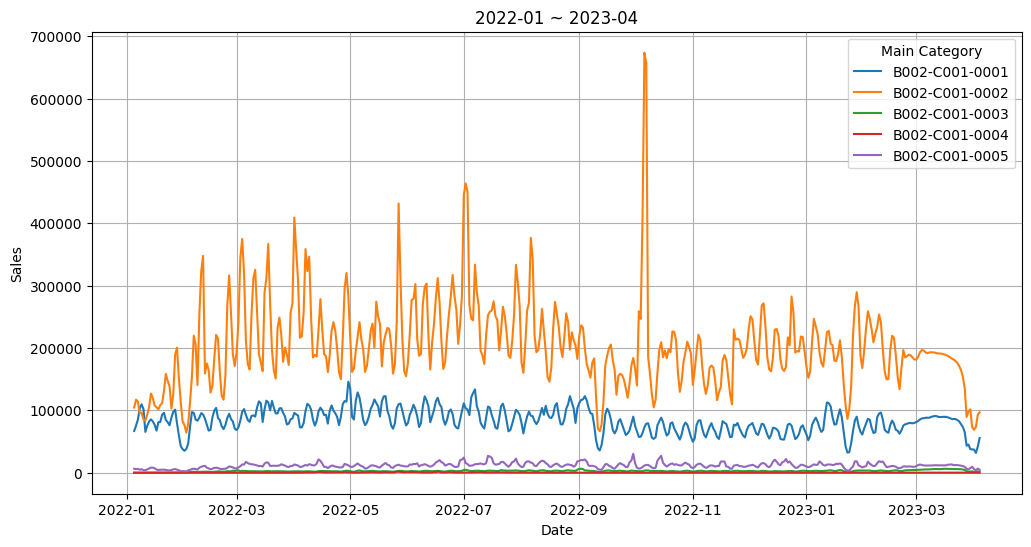 2022-01 ~ 2023-04
700000
600000
500000
400000
300000
200000
100000
0
Sales
Main Category
B002-C001-0001
B002-C001-0002
B002-C001-0003
B002-C001-0004
B002-C001-0005
2022-01 2022-03 2022-05 2022-07 2022-09 2022-11 2023-01 2023-03
Date